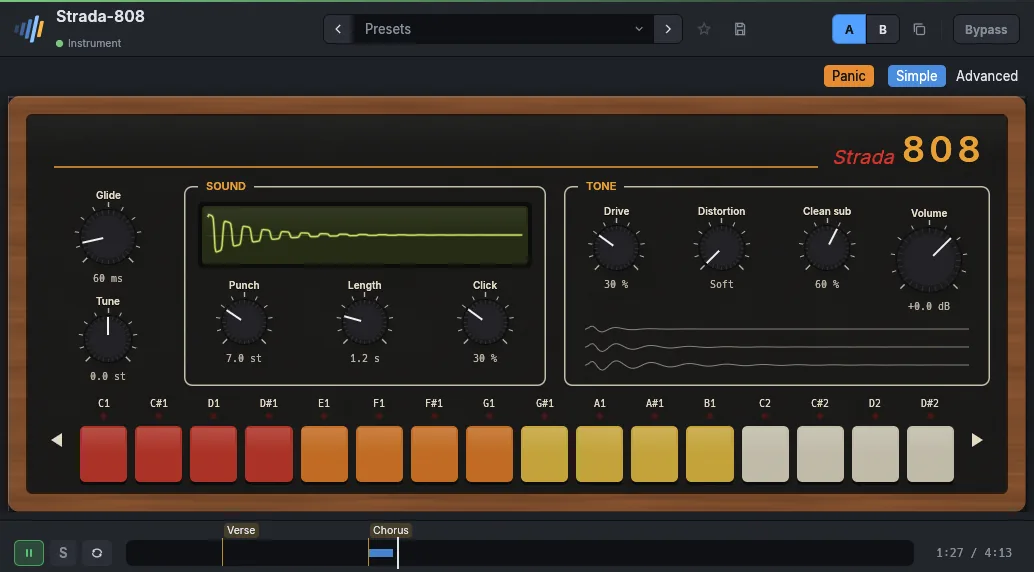 Strada-808
Instrument
Presets
A B
Bypass
Panic Simple Advanced
Strada 808
SOUND
TONE
Glide
60 ms
Tune
0.0 st
Punch Length Click
7.0 st 1.2 s 30 %
Drive Distortion Clean sub Volume
30 % Soft 60 %
+0.0 dB
C1 C#1 D1 D#1 E1 F1 F#1 G1 G#1 A1 A#1 B1 C2 C#2 D2 D#2
Verse Chorus
S
1:27 / 4:13